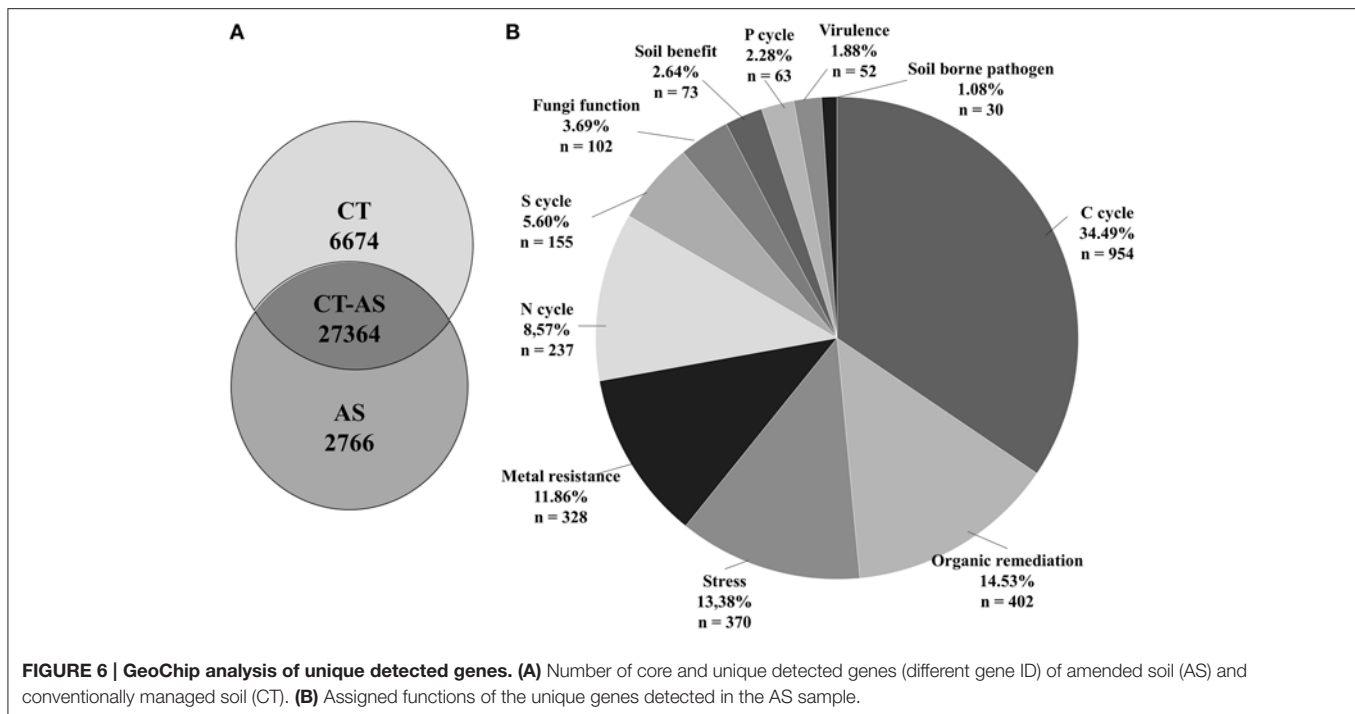 A
CT
6674
CT-AS
27364
AS
2766
B
Soil benefit
2.64%
n = 73
P cycle
2.28%
n = 63
Virulence
1.88%
n = 52
Soil borne pathogen
1.08%
n = 30
Fungi function
3.69%
n = 102
S cycle
5.60%
n = 155
C cycle
34.49%
n = 954
N cycle
8,57%
n = 237
Metal resistance
11.86%
n = 328
Stress
13,38%
n = 370
Organic remediation
14.53%
n = 402
FIGURE 6 | GeoChip analysis of unique detected genes. (A) Number of core and unique detected genes (different gene ID) of amended soil (AS) and
conventionally managed soil (CT). (B) Assigned functions of the unique genes detected in the AS sample.